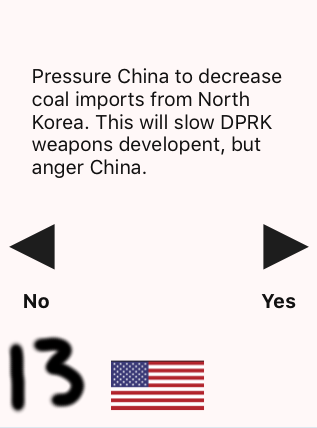 Pressure China to decrease
coal imports from North
Korea. This will slow DPRK
weapons developent, but
anger China.
No
Yes
13